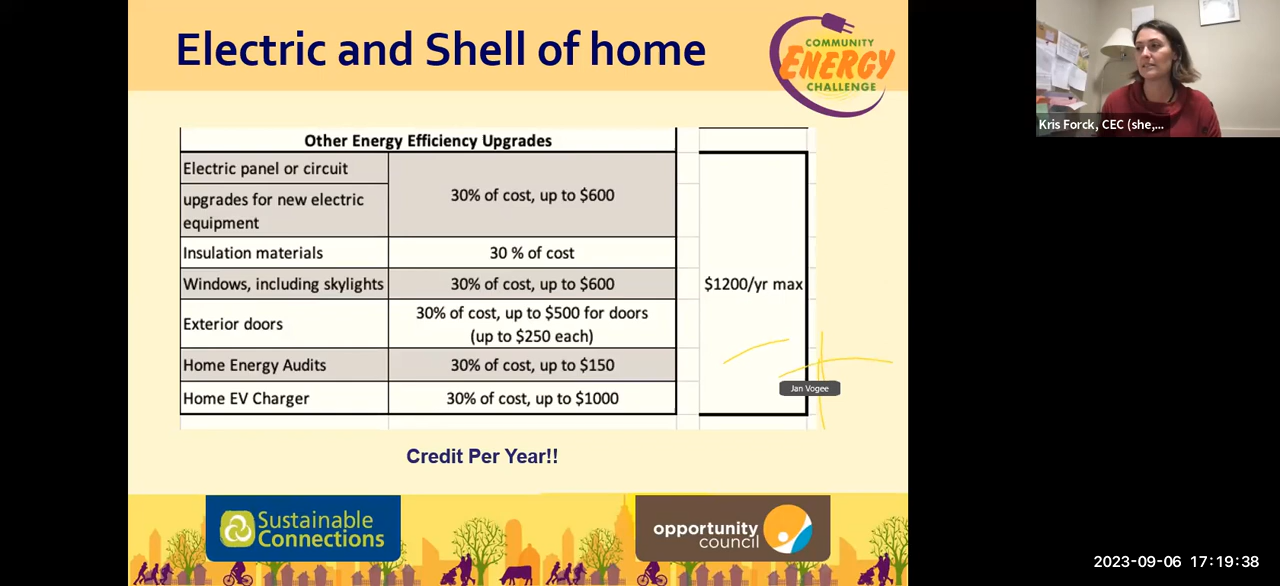 Electric and Shell of home
COMMUNITY
ENERGY
CHALLENGE
Kris Forck, CEC (she,...
Other Energy Efficiency Upgrades
Electric panel or circuit
upgrades for new electric
equipment
30% of cost, up to $600
Insulation materials
30 % of cost
Windows, including skylights
30% of cost, up to $600
Exterior doors
30% of cost, up to $500 for doors
(up to $250 each)
Home Energy Audits
30% of cost, up to $150
Home EV Charger
30% of cost, up to $1000
$1200/yr max
Jan Vogee
Credit Per Year!!
Sustainable
Connections
opportunity
council
2023-09-06 17:19:38